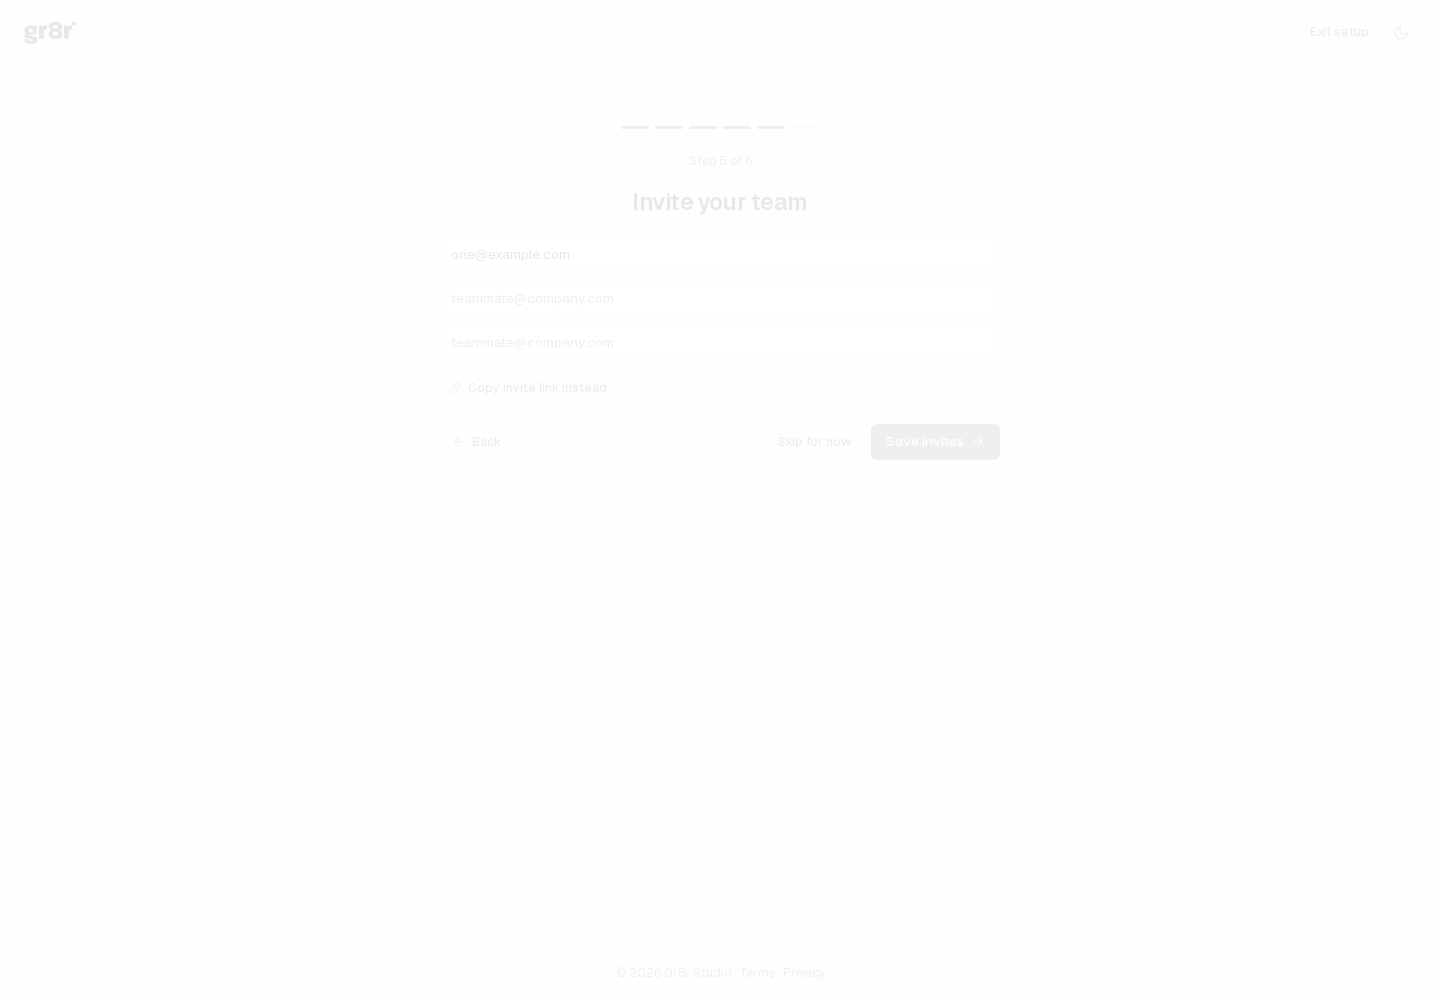 gr8r
Exit setup
Step 5 of 6
Invite your team
one@example.com
teammate@company.com
teammate@company.com
Copy invite link instead
Back
Skip for now
Save invites
© 2026 Gr8r Studio · Terms · Privacy